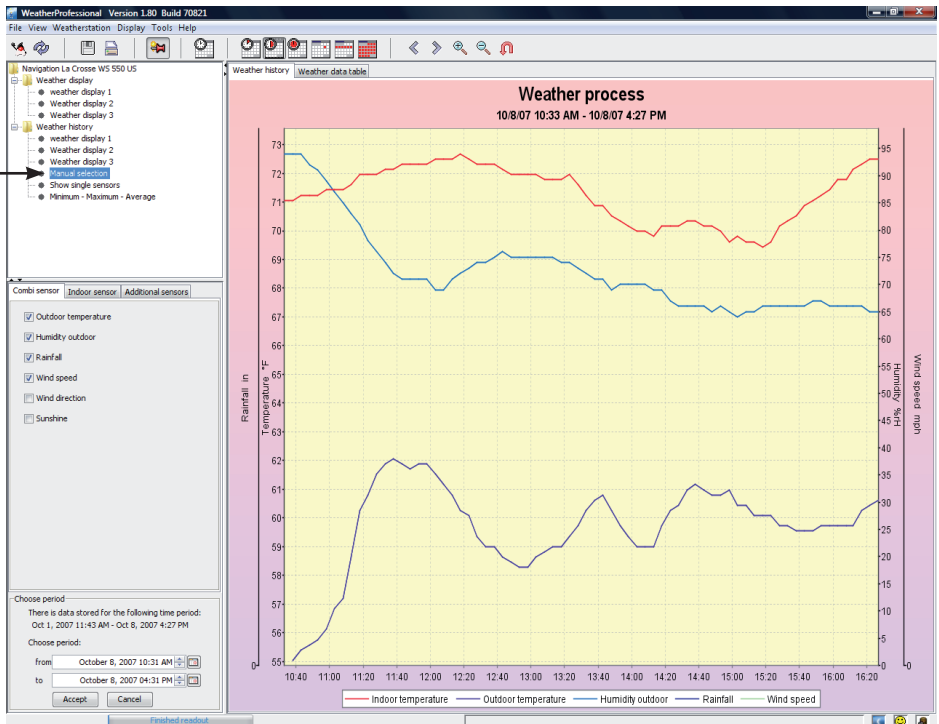 WeatherProfessional Version 1.80 Build 70821
File View Weatherstation Display Tools Help
Navigation La Crosse WS 550 US
Weather display
weather display 1
Weather display 2
Weather display 3
Weather history
weather display 1
Weather display 2
Weather display 3
Manual selection
Show single sensors
Minimum - Maximum - Average
Combi sensor Indoor sensor Additional sensors
Outdoor temperature
Humidity outdoor
Rainfall
Wind speed
Wind direction
Sunshine
Choose period
There is data stored for the following time period:
Oct 1, 2007 11:43 AM - Oct 8, 2007 4:27 PM
Choose period:
from October 8, 2007 10:31 AM
to October 8, 2007 04:31 PM
Accept Cancel
Finished readout
Weather history Weather data table
Weather process
10/8/07 10:33 AM - 10/8/07 4:27 PM
Rainfall in
0
Temperature °F
73
72
71
70
69
68
67
66
65
64
63
62
61
60
59
58
57
56
55
95
90
85
80
75
70
65
60
55
50
45
40
35
30
25
20
15
10
5
0
Humidity %rH
Wind speed mph
0
10:40 11:00 11:20 11:40 12:00 12:20 12:40 13:00 13:20 13:40 14:00 14:20 14:40 15:00 15:20 15:40 16:00 16:20
Indoor temperature Outdoor temperature Humidity outdoor Rainfall Wind speed